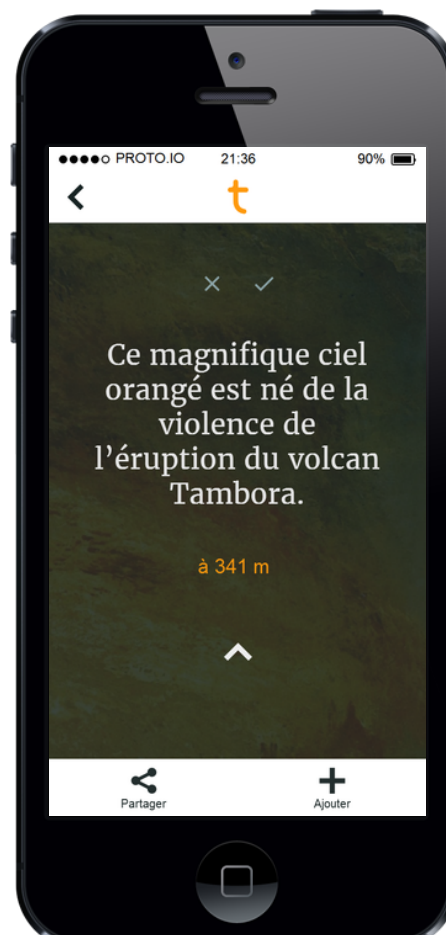 PROTO.IO 21:36 90%
t
Ce magnifique ciel
orangé est né de la
violence de
l’éruption du volcan
Tambora.
à 341 m
Partager Ajouter